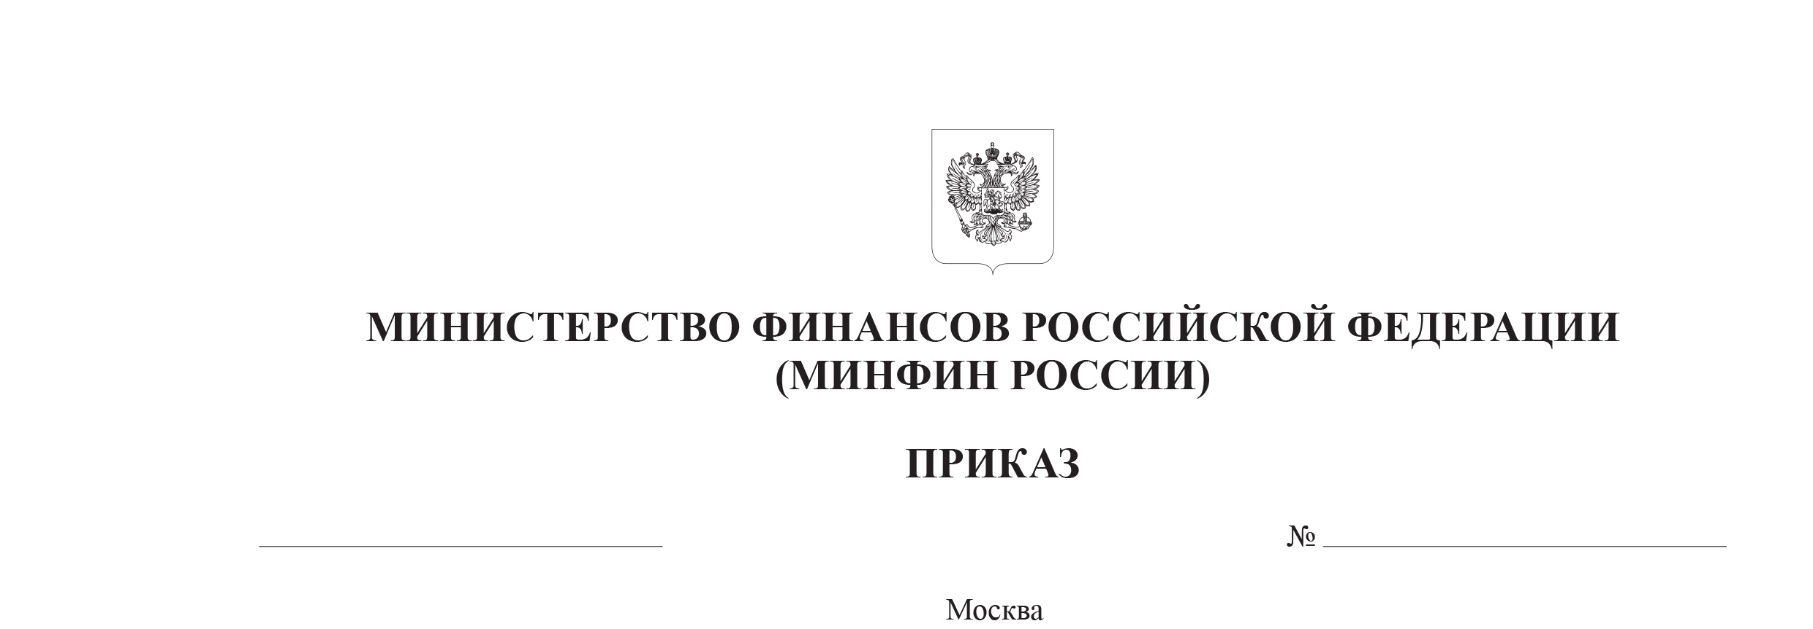 МИНИСТЕРСТВО ФИНАНСОВ РОССИЙСКОЙ ФЕДЕРАЦИИ
(МИНФИН РОССИИ)
ПРИКАЗ
№
Москва